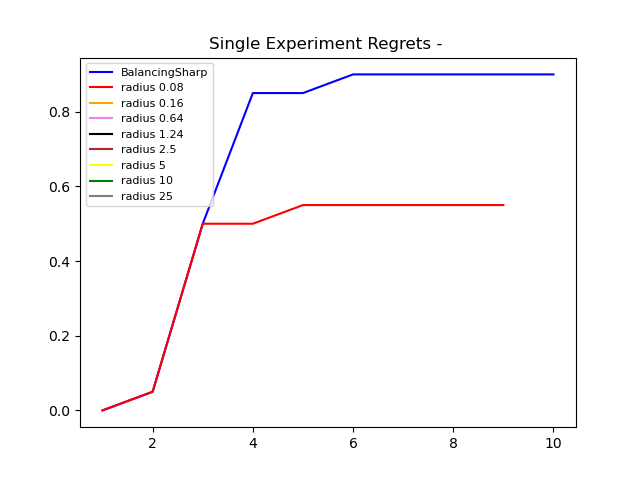 Single Experiment Regrets -
BalancingSharp
radius 0.08
radius 0.16
radius 0.64
radius 1.24
radius 2.5
radius 5
radius 10
radius 25
0.8
0.6
0.4
0.2
0.0
2 4 6 8 10